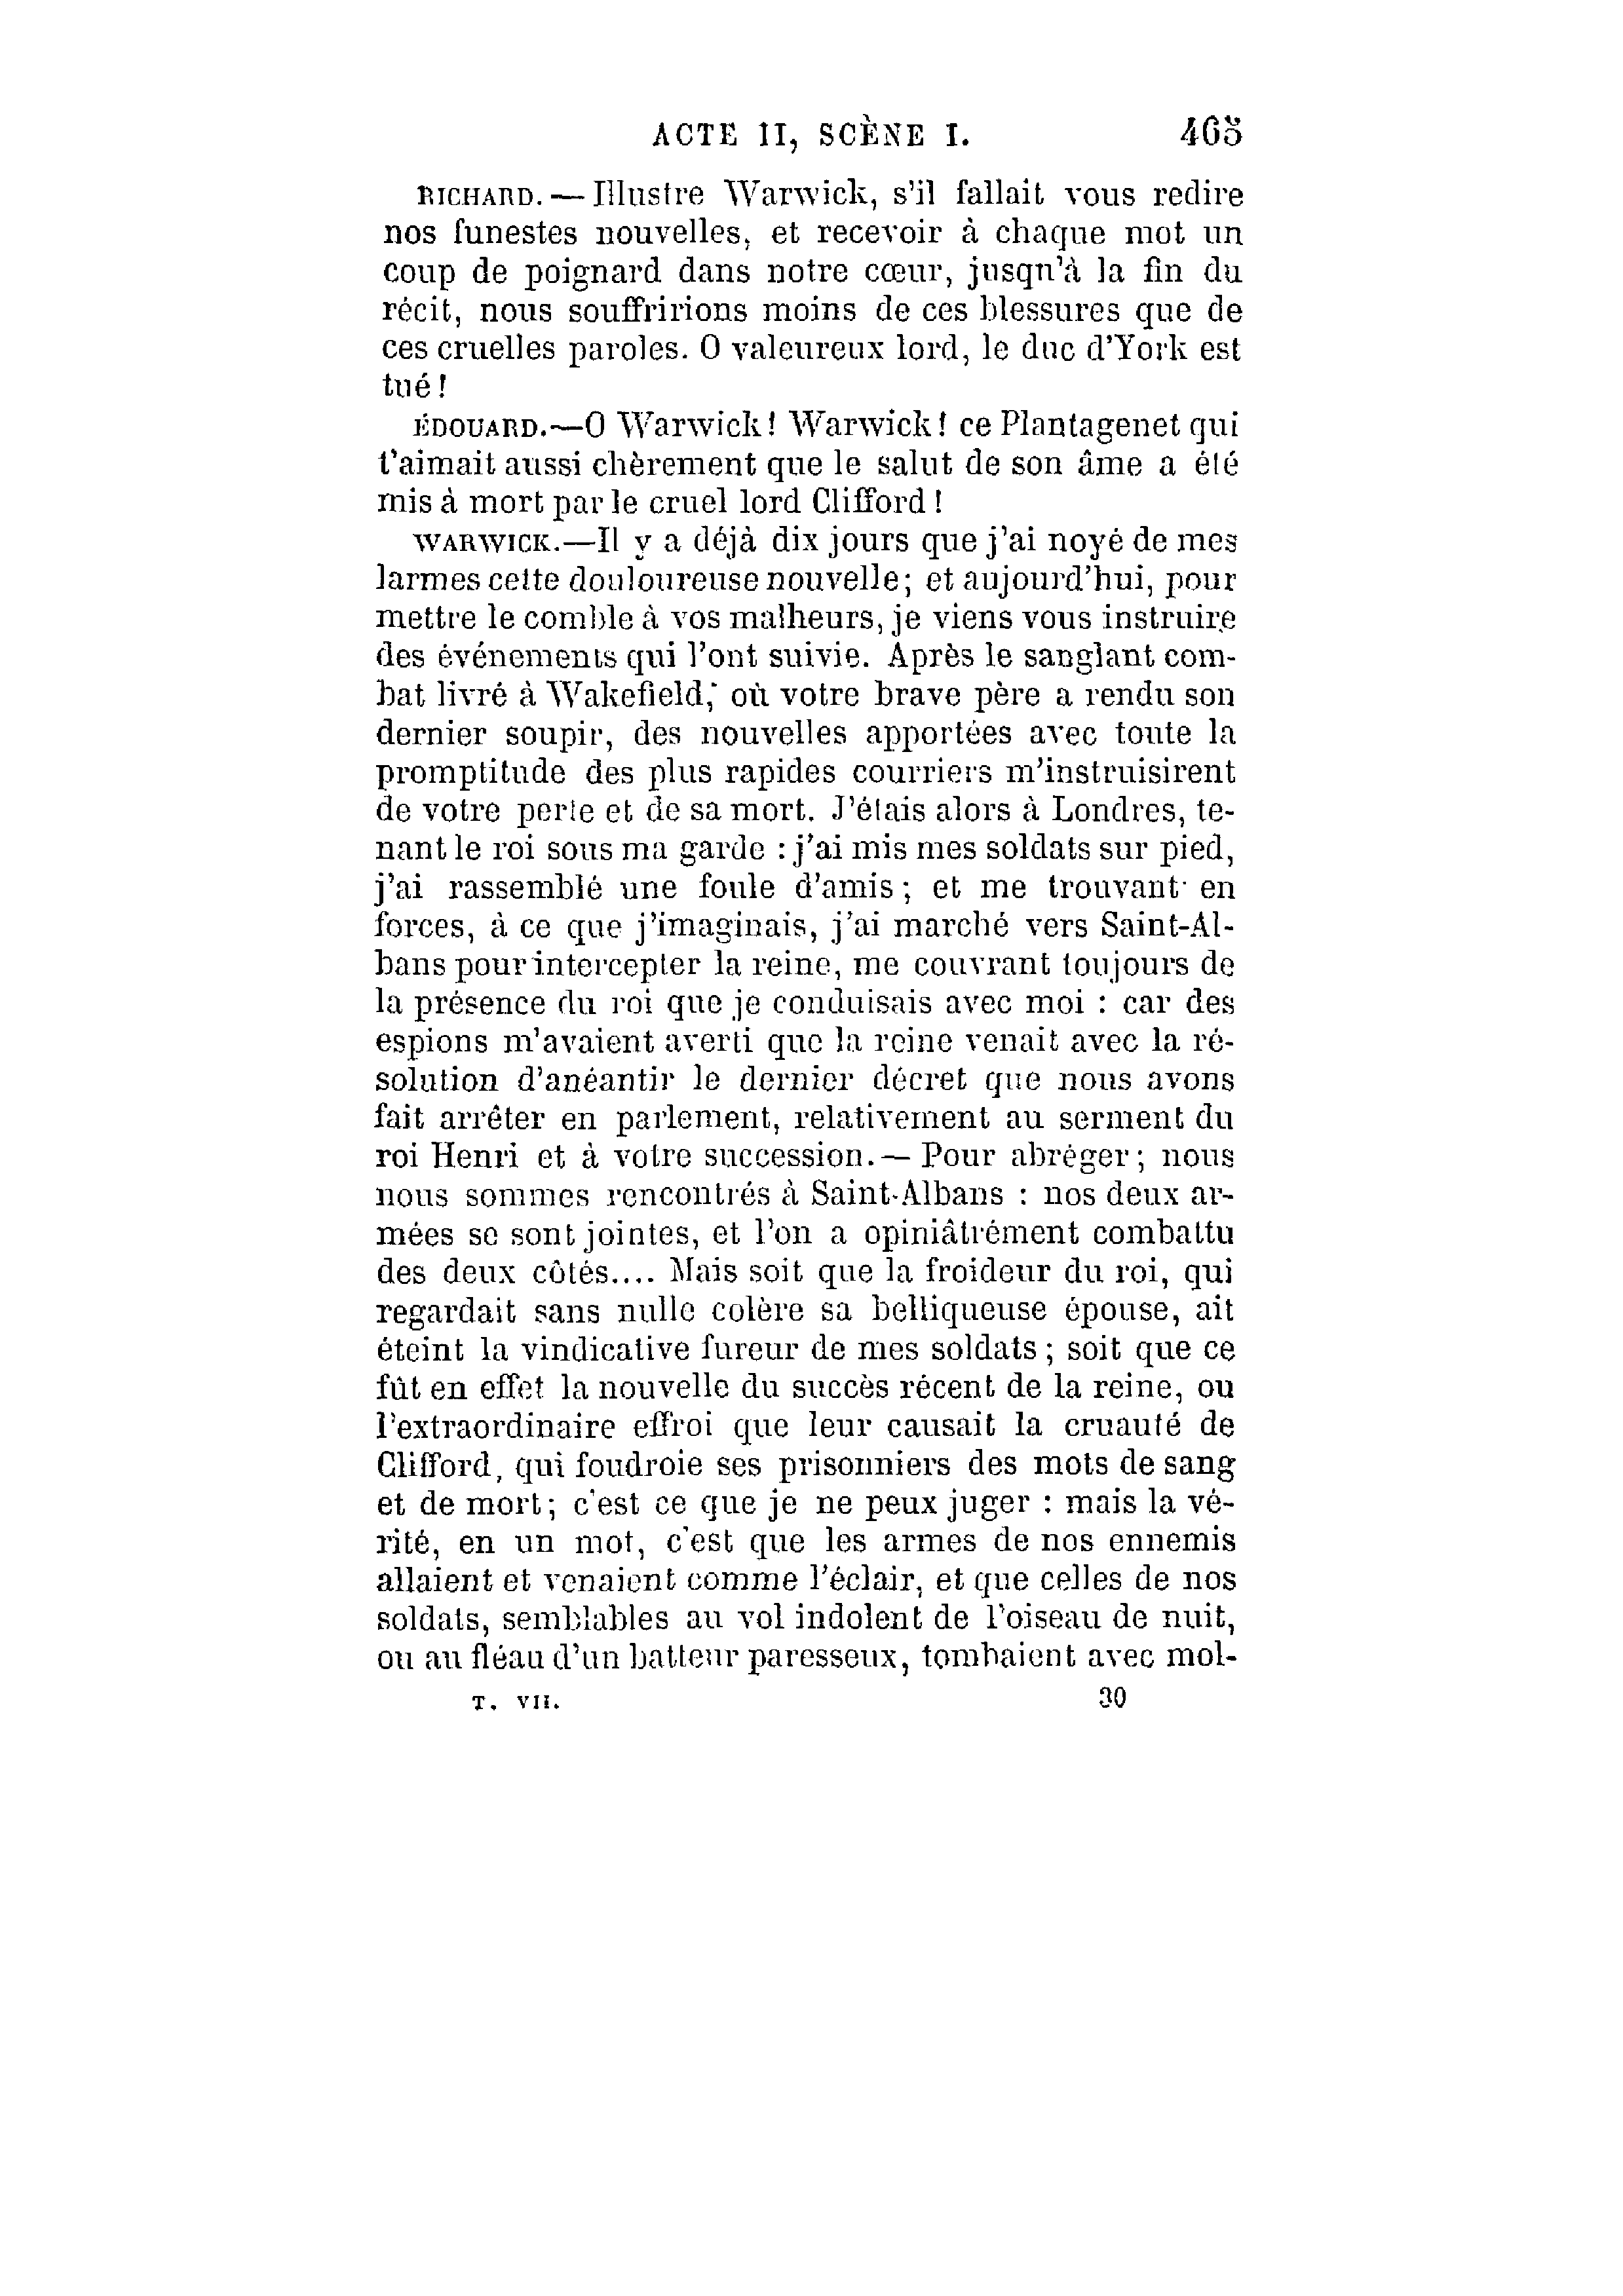 ACTE II, SCÈNE I. 465
RICHARD. — Illustre Warwick, s'il fallait vous redire
nos funestes nouvelles, et recevoir à chaque mot un
coup de poignard dans notre cœur, jusqu'à la fin du
récit, nous souffririons moins de ces blessures que de
ces cruelles paroles. O valeureux lord, le duc d'York est
tué !
ÉDOUARD.—O Warwick ! Warwick ! ce Plantagenet qui
t'aimait aussi chèrement que le salut de son âme a été
mis à mort par le cruel lord Clifford !
WARWICK.—Il y a déjà dix jours que j'ai noyé de mes
larmes cette douloureuse nouvelle; et aujourd'hui, pour
mettre le comble à vos malheurs, je viens vous instruire
des événements qui l'ont suivie. Après le sanglant com-
bat livré à Wakefield, où votre brave père a rendu son
dernier soupir, des nouvelles apportées avec toute la
promptitude des plus rapides courriers m'instruisirent
de votre perte et de sa mort. J'étais alors à Londres, te-
nant le roi sous ma garde : j'ai mis mes soldats sur pied,
j'ai rassemblé une foule d'amis ; et me trouvant en
forces, à ce que j'imaginais, j'ai marché vers Saint-Al-
bans pour intercepter la reine, me couvrant toujours de
la présence du roi que je conduisais avec moi : car des
espions m'avaient averti que la reine venait avec la ré-
solution d'anéantir le dernier décret que nous avons
fait arrêter en parlement, relativement au serment du
roi Henri et à votre succession. — Pour abréger ; nous
nous sommes rencontrés à Saint-Albans : nos deux ar-
mées se sont jointes, et l'on a opiniâtrément combattu
des deux côtés.... Mais soit que la froideur du roi, qui
regardait sans nulle colère sa belliqueuse épouse, ait
éteint la vindicative fureur de mes soldats ; soit que ce
fût en effet la nouvelle du succès récent de la reine, ou
l'extraordinaire effroi que leur causait la cruauté de
Clifford, qui foudroie ses prisonniers des mots de sang
et de mort ; c'est ce que je ne peux juger : mais la vé-
rité, en un mot, c'est que les armes de nos ennemis
allaient et venaient comme l'éclair, et que celles de nos
soldats, semblables au vol indolent de l'oiseau de nuit,
ou au fléau d'un batteur paresseux, tombaient avec mol-
T. VII. 30